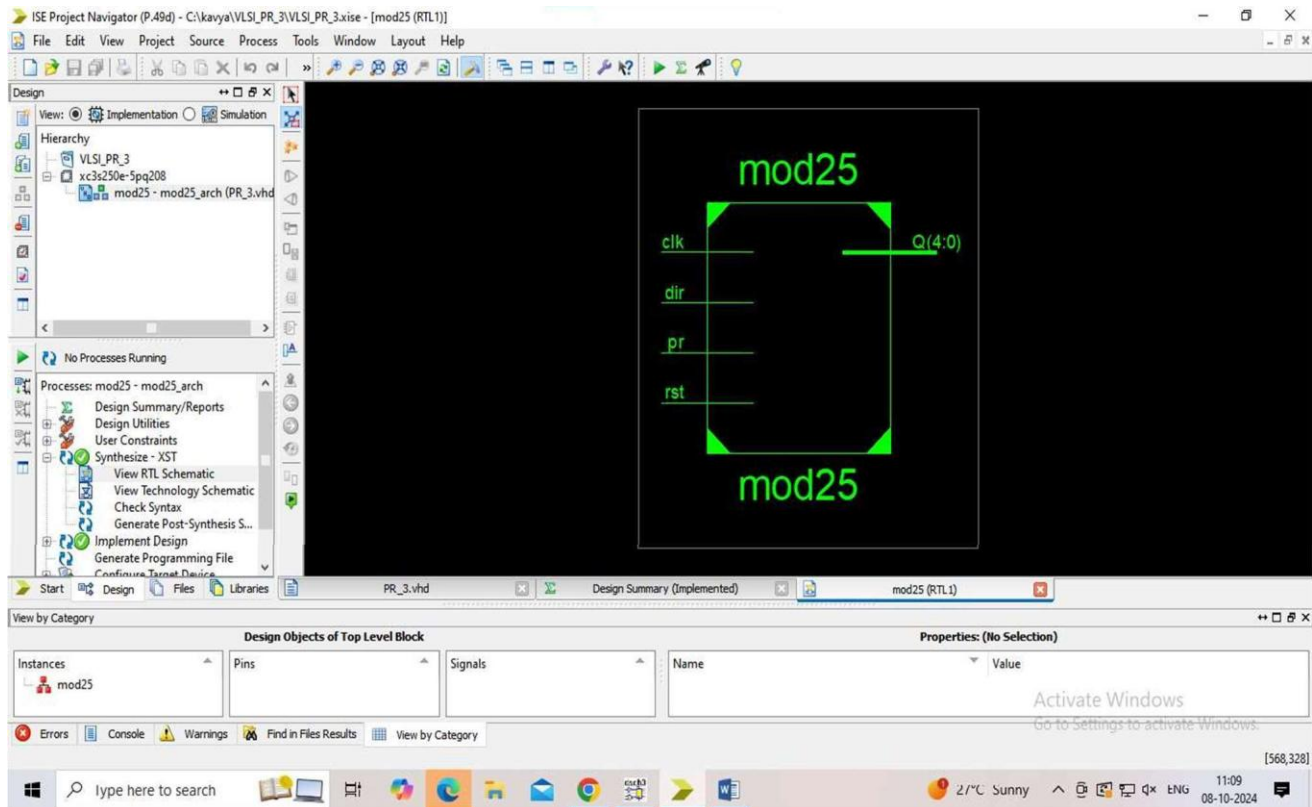 ISE Project Navigator (P.49d) - C:\kavya\VLSI_PR_3\VLSI_PR_3.xise - [mod25 (RTL1)]
File Edit View Project Source Process Tools Window Layout Help
Design
View: Implementation Simulation
Hierarchy
VLSI_PR_3
xc3s250e-5pq208
mod25 - mod25_arch (PR_3.vhd
No Processes Running
Processes: mod25 - mod25_arch
Design Summary/Reports
Design Utilities
User Constraints
Synthesize - XST
View RTL Schematic
View Technology Schematic
Check Syntax
Generate Post-Synthesis S...
Implement Design
Generate Programming File
Configure Target Device
mod25
clk
Q(4:0)
dir
pr
rst
mod25
Start Design Files Libraries
PR_3.vhd Design Summary (Implemented) mod25 (RTL1)
View by Category
Design Objects of Top Level Block Properties: (No Selection)
Instances Pins Signals Name Value
mod25
Activate Windows
Go to Settings to activate Windows.
Errors Console Warnings Find in Files Results View by Category
[568,328]
Type here to search
27°C Sunny ENG 11:09
08-10-2024